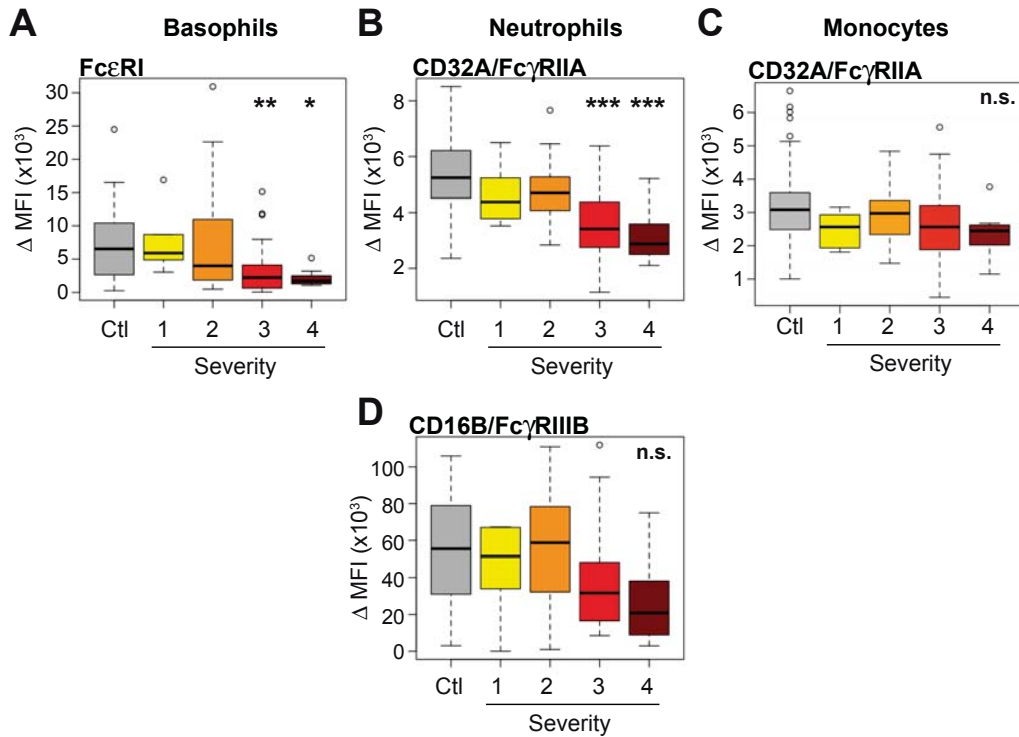 A Basophils
FcεRI
Δ MFI (x10³)
30
25
20
15
10
5
0
** *
Ctl 1 2 3 4
Severity
B Neutrophils
CD32A/FcγRIIA
Δ MFI (x10³)
8
6
4
2
*** ***
Ctl 1 2 3 4
Severity
C Monocytes
CD32A/FcγRIIA
Δ MFI (x10³)
6
5
4
3
2
1
n.s.
Ctl 1 2 3 4
Severity
D
CD16B/FcγRIIIB
Δ MFI (x10³)
100
80
60
40
20
0
n.s.
Ctl 1 2 3 4
Severity